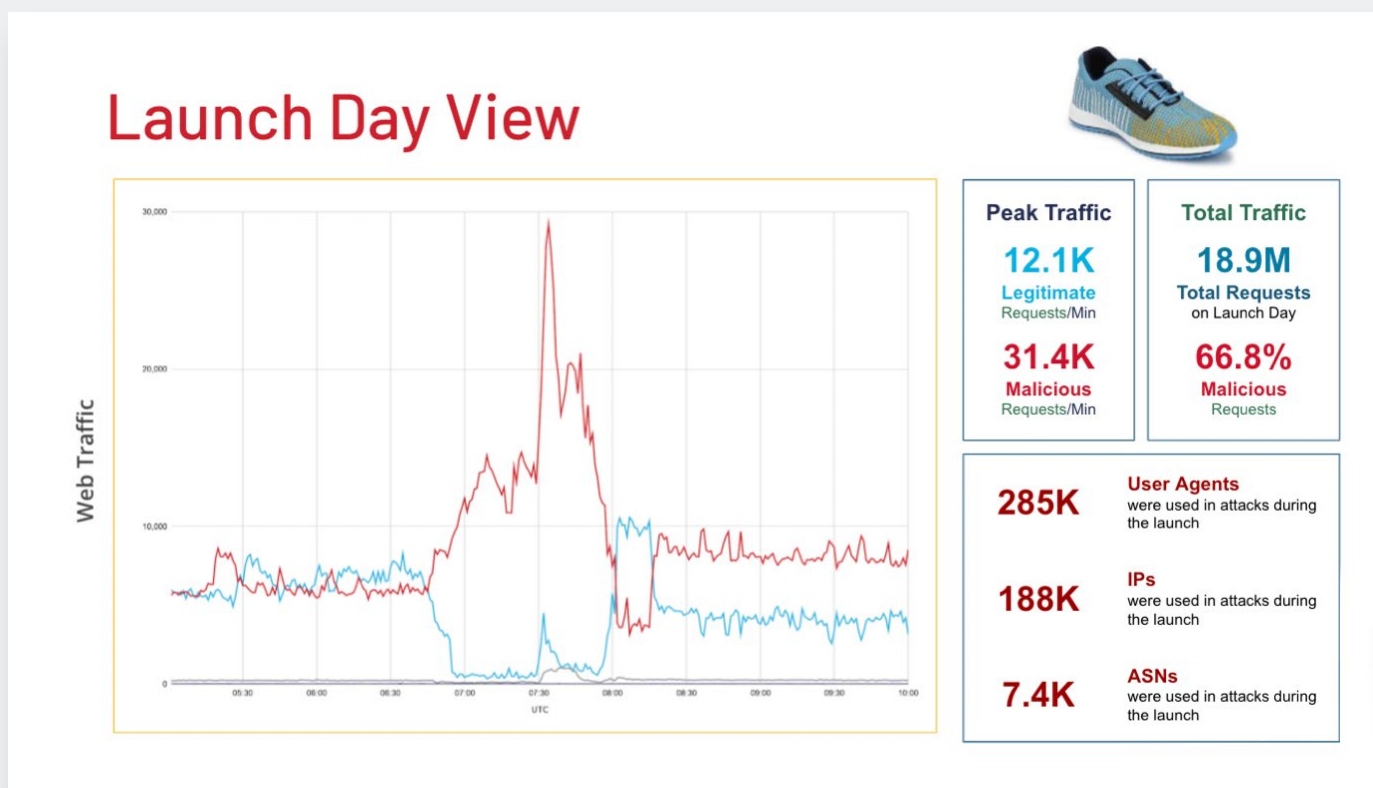 Launch Day View
Web Traffic
30,000
20,000
10,000
0
05:30
06:00
06:30
07:00
07:30
08:00
08:30
09:00
09:30
10:00
UTC
Peak Traffic
12.1K
Legitimate
Requests/Min
31.4K
Malicious
Requests/Min
Total Traffic
18.9M
Total Requests
on Launch Day
66.8%
Malicious
Requests
285K
User Agents
were used in attacks during
the launch
188K
IPs
were used in attacks during
the launch
7.4K
ASNs
were used in attacks during
the launch